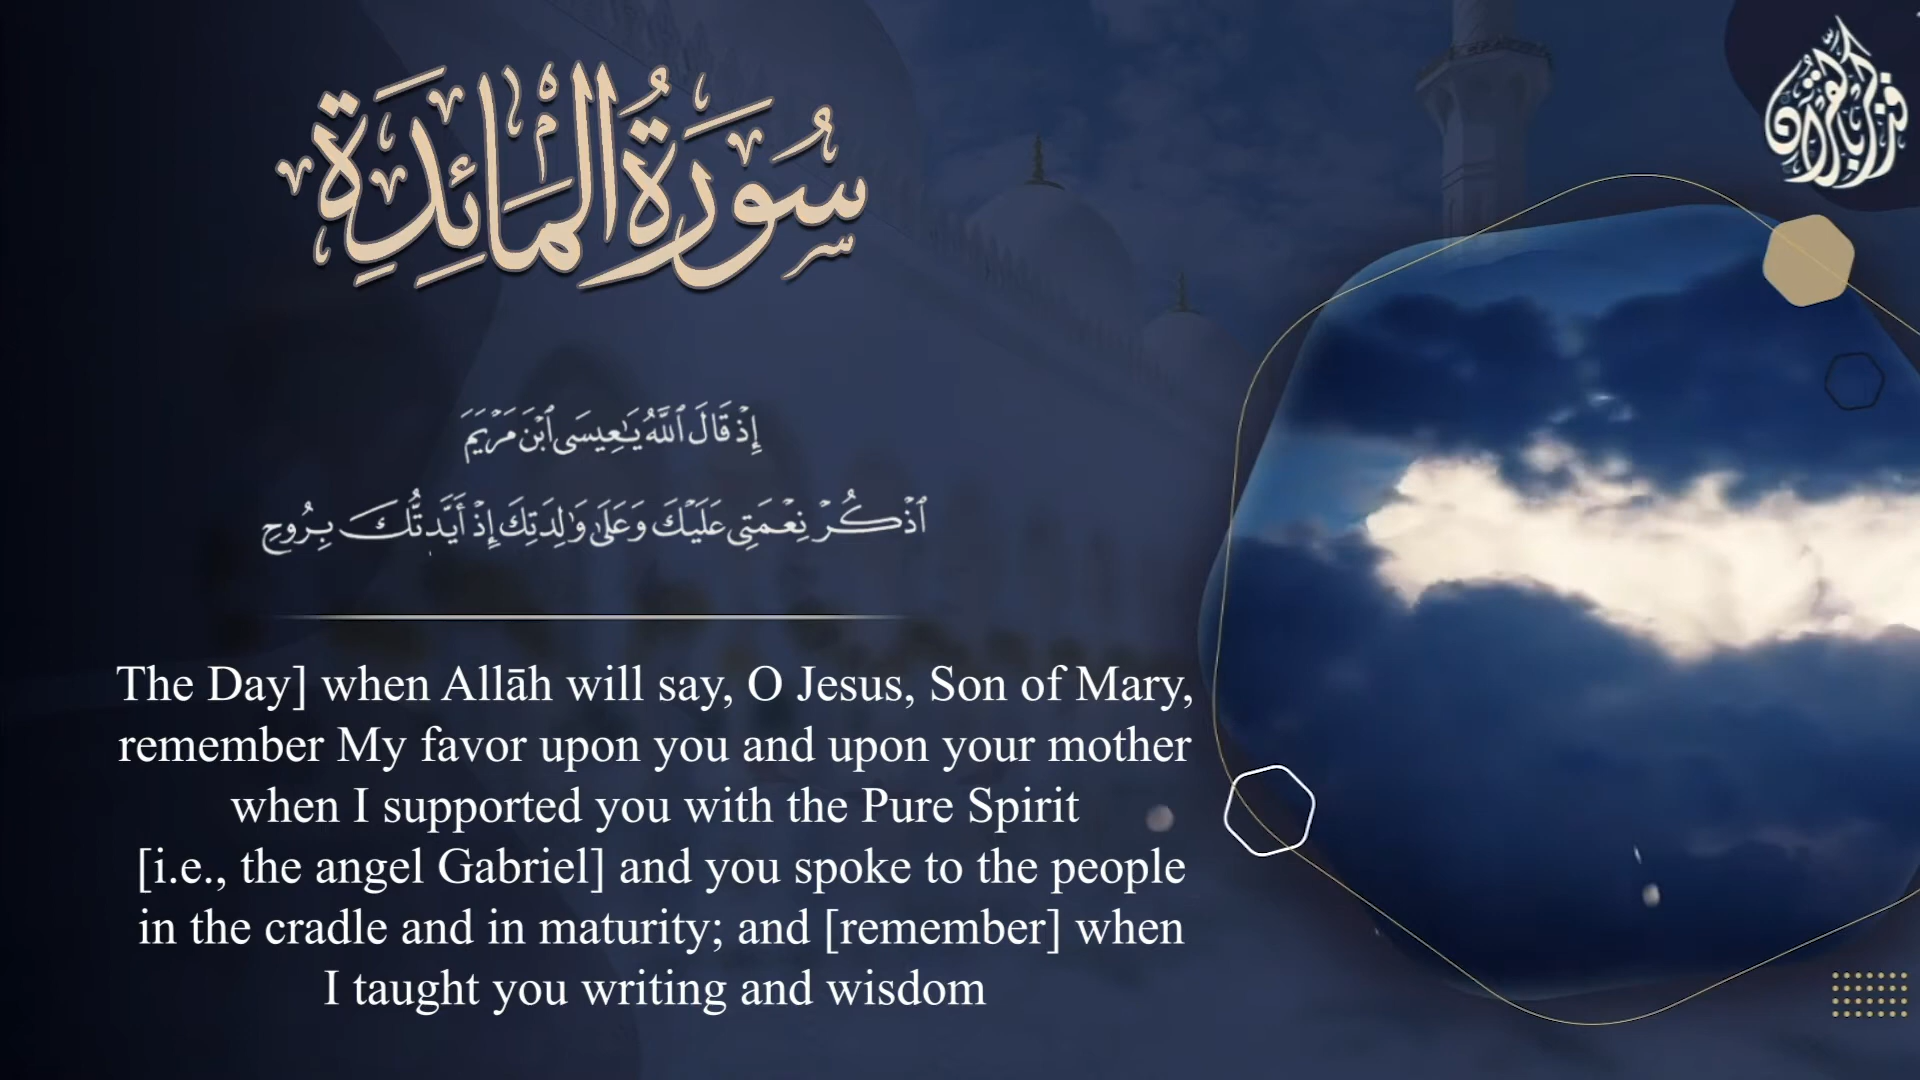 سُورَةُ الْمَائِدَةِ
فذكر بالقرآن
إِذْ قَالَ ٱللَّهُ يَٰعِيسَى ٱبْنَ مَرْيَمَ
ٱذْكُرْ نِعْمَتِى عَلَيْكَ وَعَلَىٰ وَٰلِدَتِكَ إِذْ أَيَّدتُّكَ بِرُوحِ
The Day] when Allāh will say, O Jesus, Son of Mary,
remember My favor upon you and upon your mother
when I supported you with the Pure Spirit
[i.e., the angel Gabriel] and you spoke to the people
in the cradle and in maturity; and [remember] when
I taught you writing and wisdom